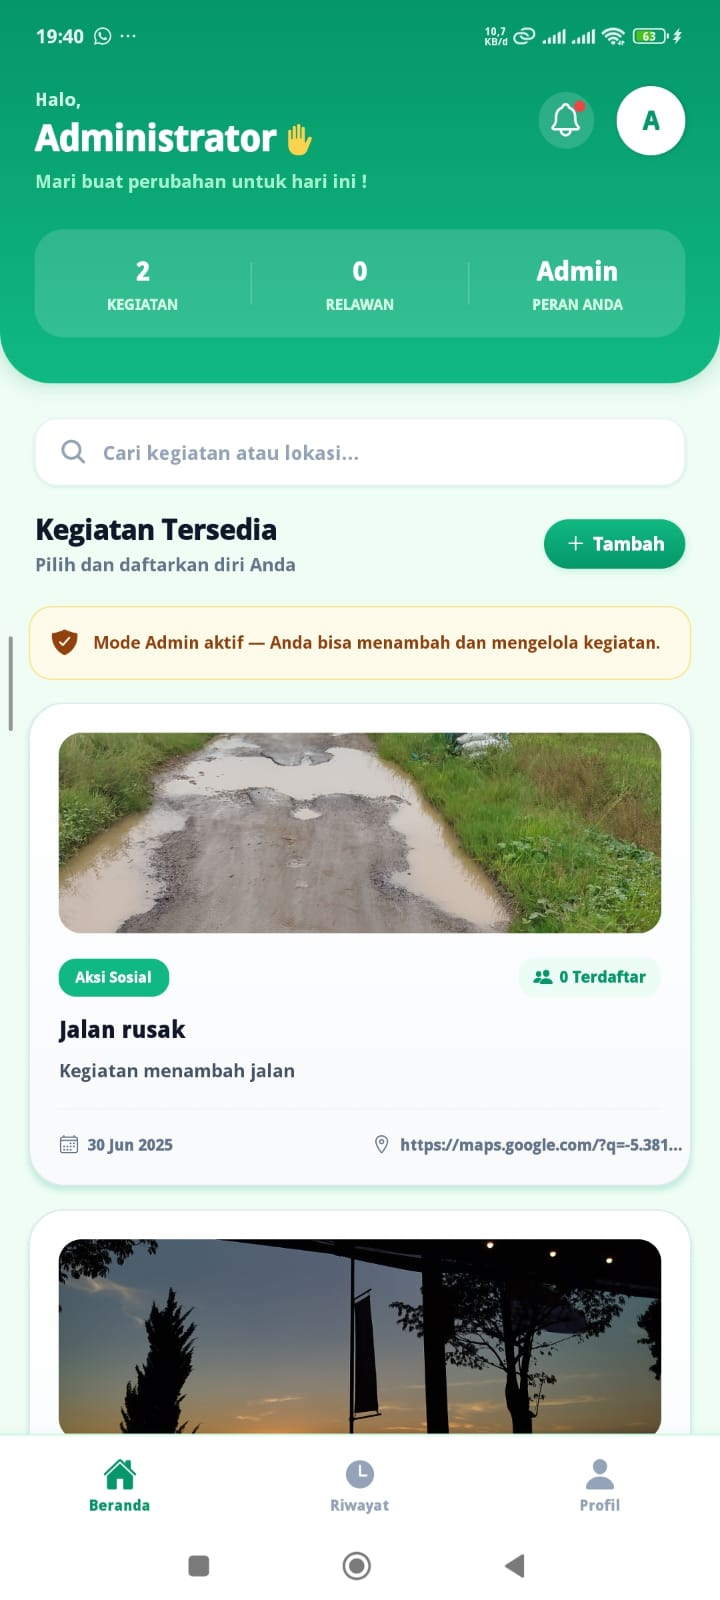 19:40 ...
10,7
KB/d
63
Halo,
Administrator
A
Mari buat perubahan untuk hari ini !
2
KEGIATAN
0
RELAWAN
Admin
PERAN ANDA
Cari kegiatan atau lokasi...
Kegiatan Tersedia
Pilih dan daftarkan diri Anda
+ Tambah
Mode Admin aktif — Anda bisa menambah dan mengelola kegiatan.
Aksi Sosial
0 Terdaftar
Jalan rusak
Kegiatan menambah jalan
30 Jun 2025
https://maps.google.com/?q=-5.381...
Beranda
Riwayat
Profil